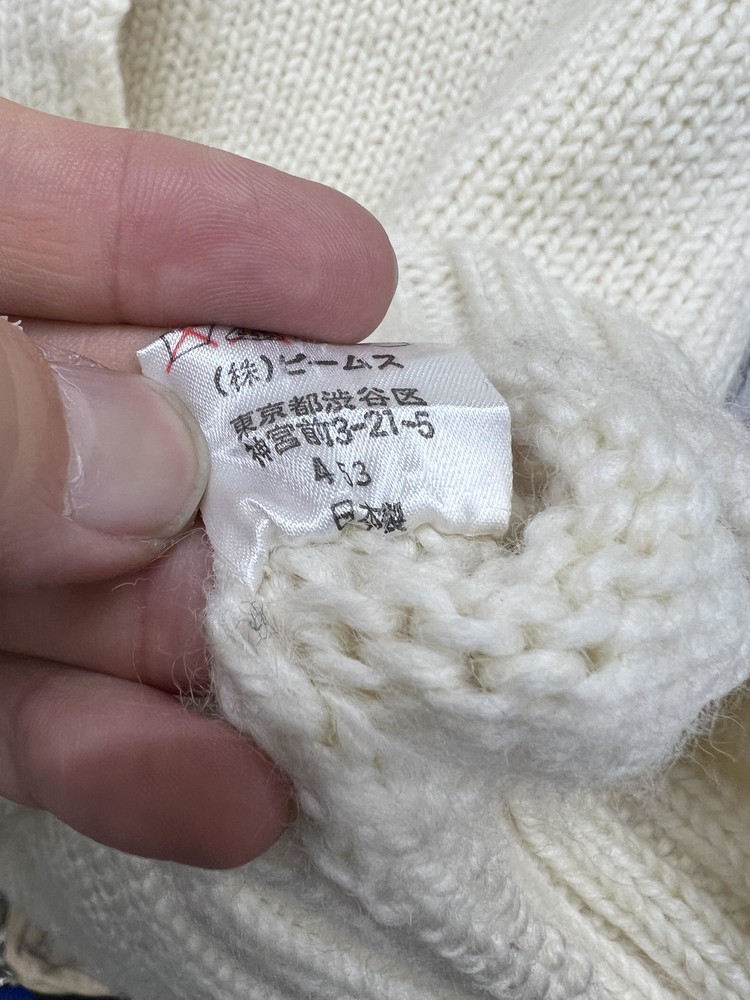 (株)ビームス
東京都渋谷区
神宮前3-21-5
日本製